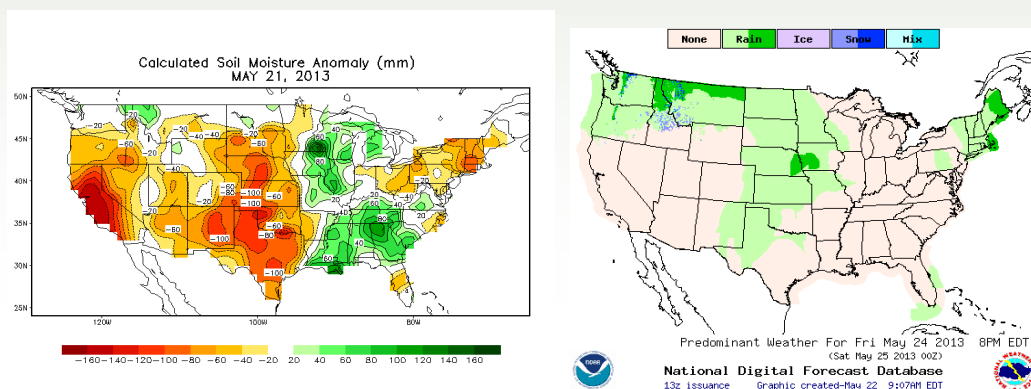 Calculated Soil Moisture Anomaly (mm)
MAY 21, 2013
50N
45N
40N
35N
30N
25N
120W
100W
80W
-160 -140 -120 -100 -80 -60 -40 -20 20 40 60 80 100 120 140 160
None Rain Ice Snow Mix
Predominant Weather For Fri May 24 2013 8PM EDT
(Sat May 25 2013 00Z)
National Digital Forecast Database
13z issuance Graphic created-May 22 9:07AM EDT
NOAA